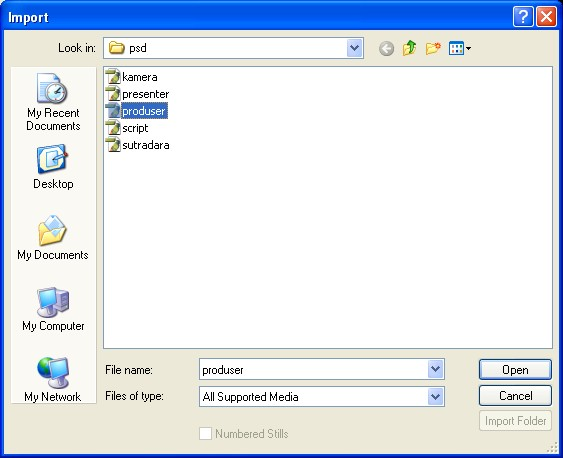 Import
Look in:
psd
My Recent
Documents
Desktop
My Documents
My Computer
My Network
kamera
presenter
produser
script
sutradara
File name:
produser
Open
Files of type:
All Supported Media
Cancel
Numbered Stills
Import Folder